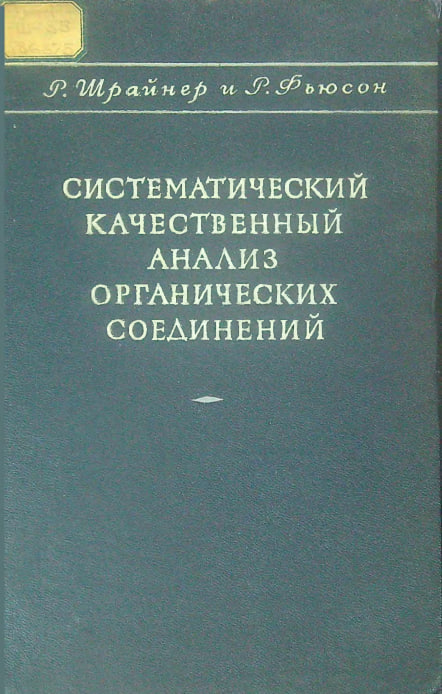 Р. Шрайнер и Р. Фьюсон
СИСТЕМАТИЧЕСКИЙ
КАЧЕСТВЕННЫЙ
АНАЛИЗ
ОРГАНИЧЕСКИХ
СОЕДИНЕНИЙ